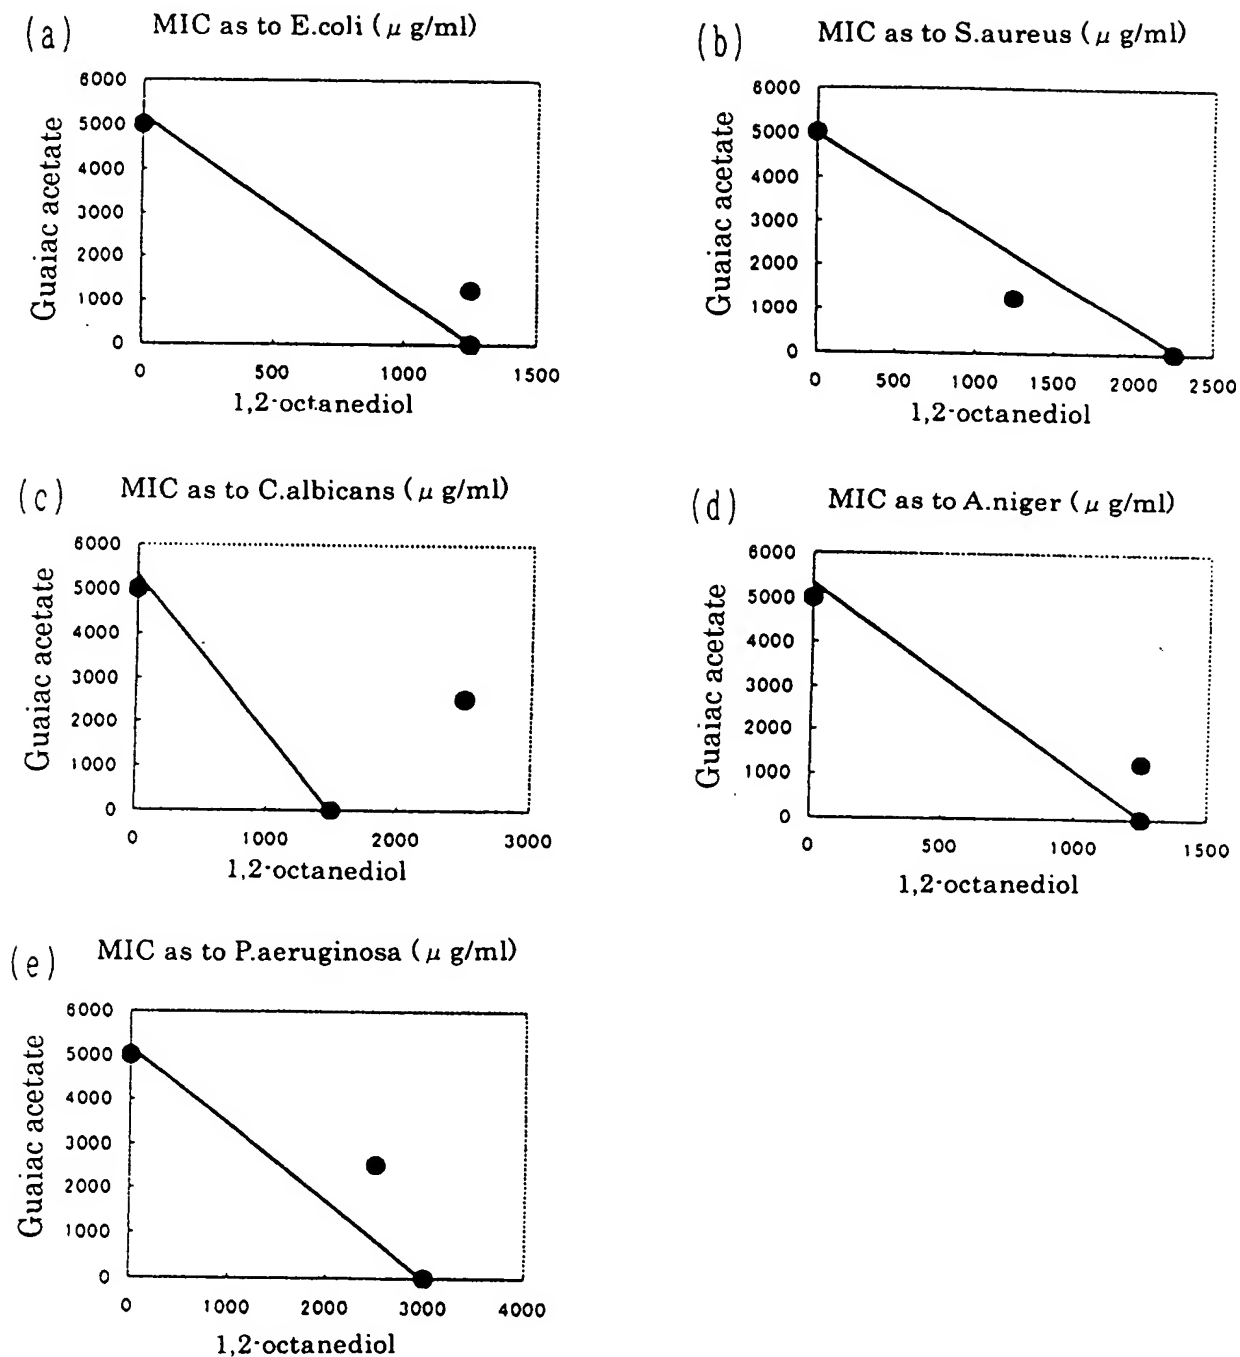 (a) MIC as to E.coli (μ g/ml)
Guaiac acetate
6000
5000
4000
3000
2000
1000
0
0 500 1000 1500
1,2-octanediol
(b) MIC as to S.aureus (μ g/ml)
Guaiac acetate
6000
5000
4000
3000
2000
1000
0
0 500 1000 1500 2000 2500
1,2-octanediol
(c) MIC as to C.albicans (μ g/ml)
Guaiac acetate
6000
5000
4000
3000
2000
1000
0
0 1000 2000 3000
1,2-octanediol
(d) MIC as to A.niger (μ g/ml)
Guaiac acetate
6000
5000
4000
3000
2000
1000
0
0 500 1000 1500
1,2-octanediol
(e) MIC as to P.aeruginosa (μ g/ml)
Guaiac acetate
6000
5000
4000
3000
2000
1000
0
0 1000 2000 3000 4000
1,2-octanediol